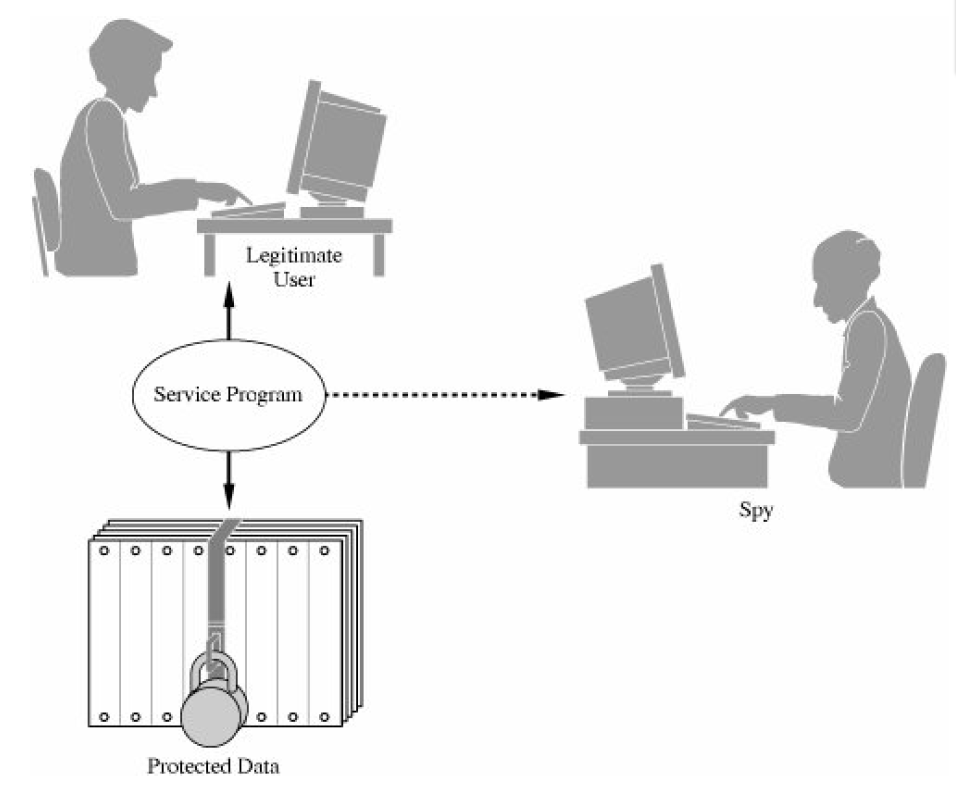 Legitimate
User
Service Program
Spy
Protected Data